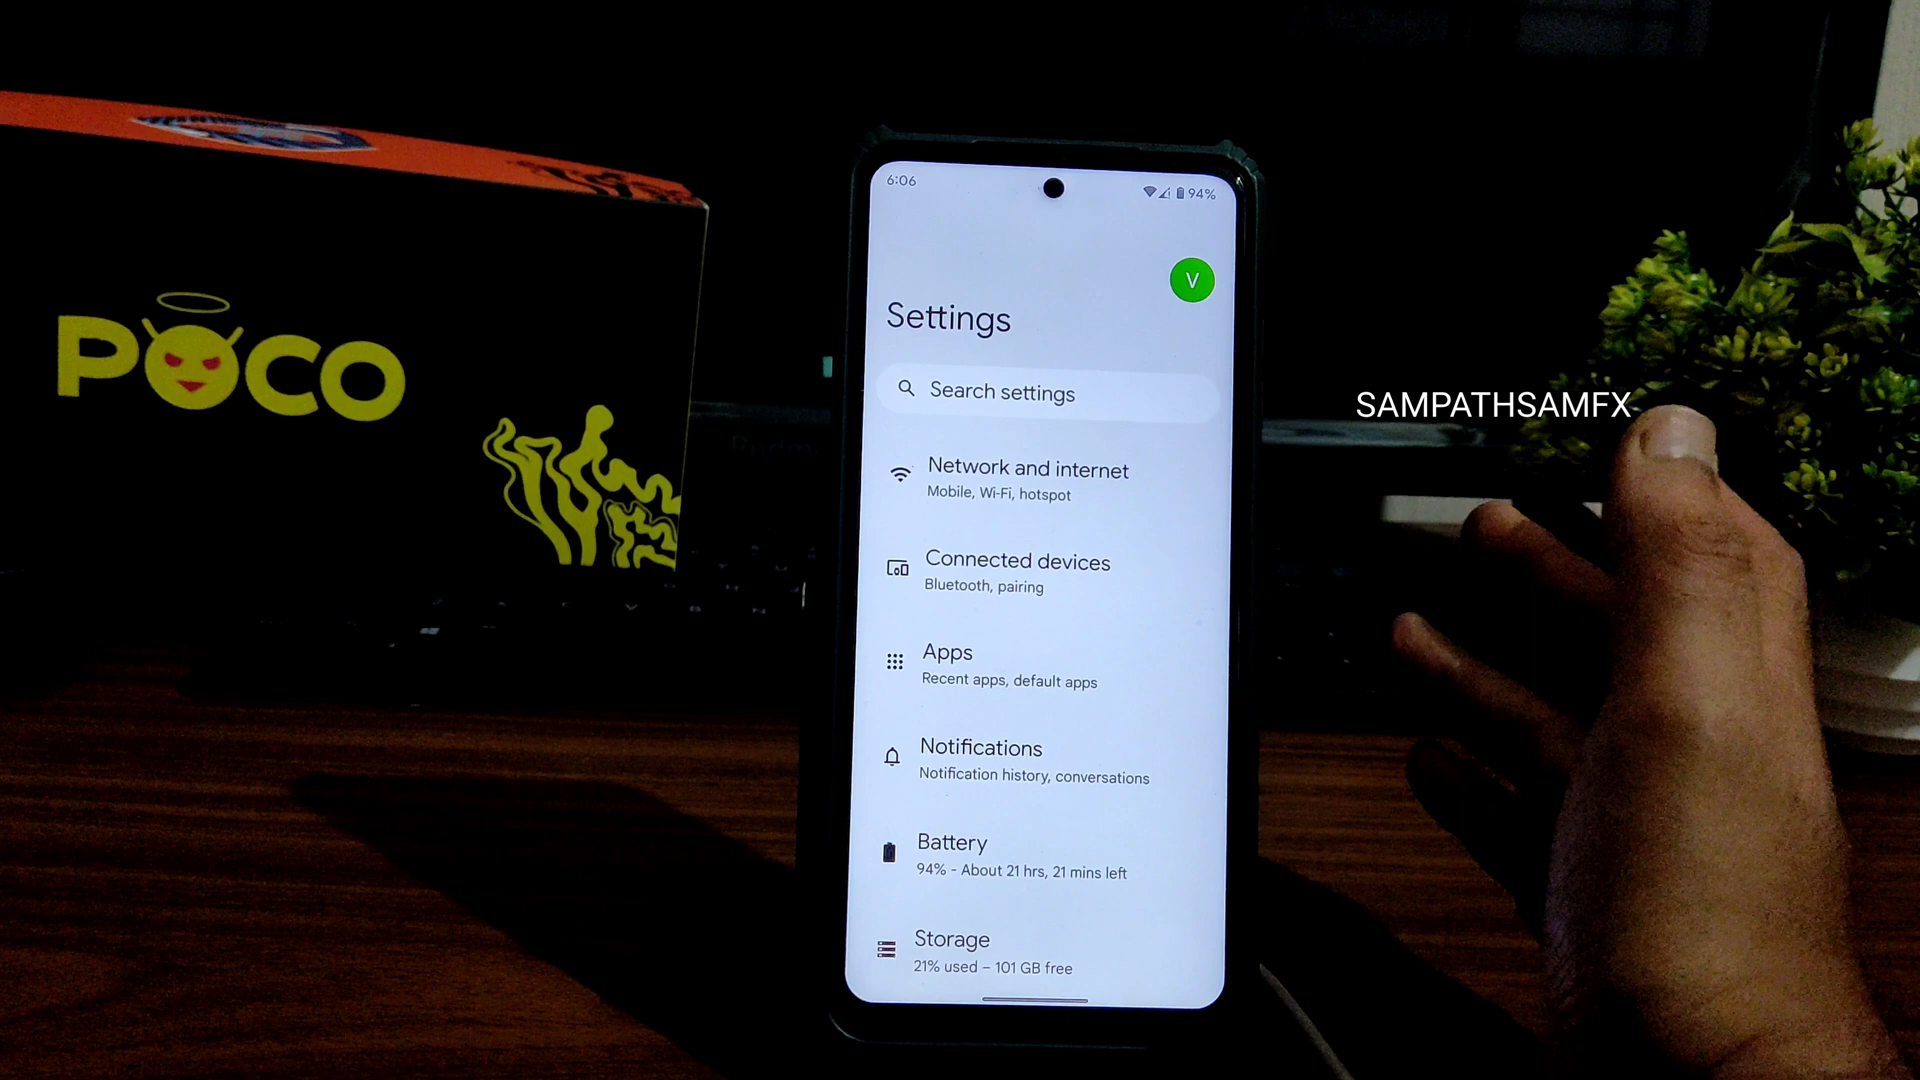 POCO
6:06
94%
V
Settings
Search settings
Network and internet
Mobile, Wi-Fi, hotspot
Connected devices
Bluetooth, pairing
Apps
Recent apps, default apps
Notifications
Notification history, conversations
Battery
94% - About 21 hrs, 21 mins left
Storage
21% used – 101 GB free
SAMPATHSAMFX